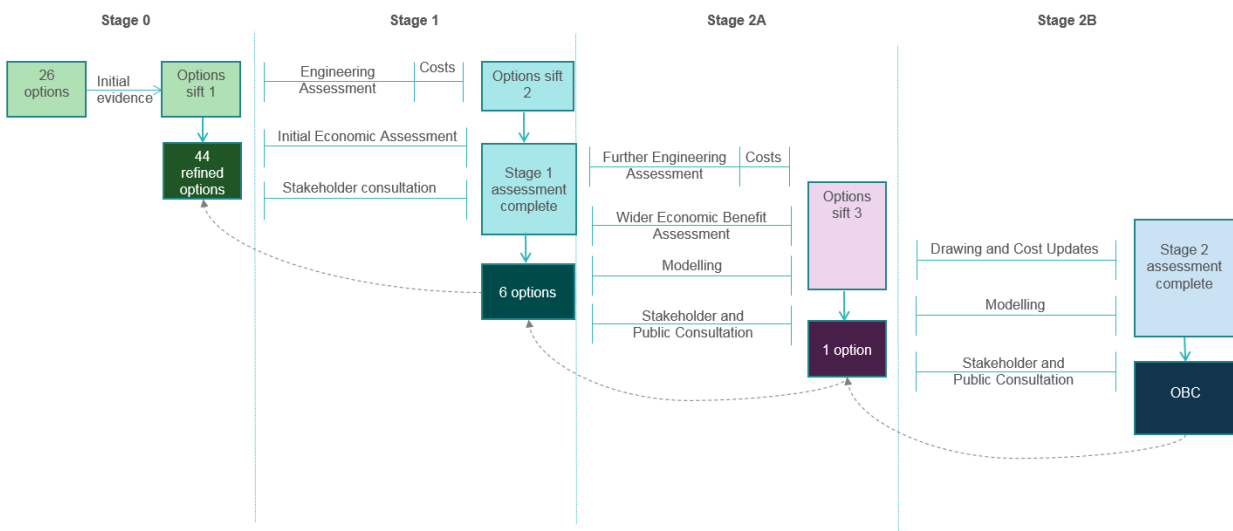 Stage 0
Stage 1
Stage 2A
Stage 2B
26
options
Initial
evidence
Options
sift 1
44
refined
options
Engineering
Assessment
Costs
Initial Economic Assessment
Stakeholder consultation
Options sift
2
Stage 1
assessment
complete
6 options
Further Engineering
Assessment
Costs
Wider Economic Benefit
Assessment
Modelling
Stakeholder and
Public Consultation
Options
sift 3
1 option
Drawing and Cost Updates
Modelling
Stakeholder and
Public Consultation
Stage 2
assessment
complete
OBC